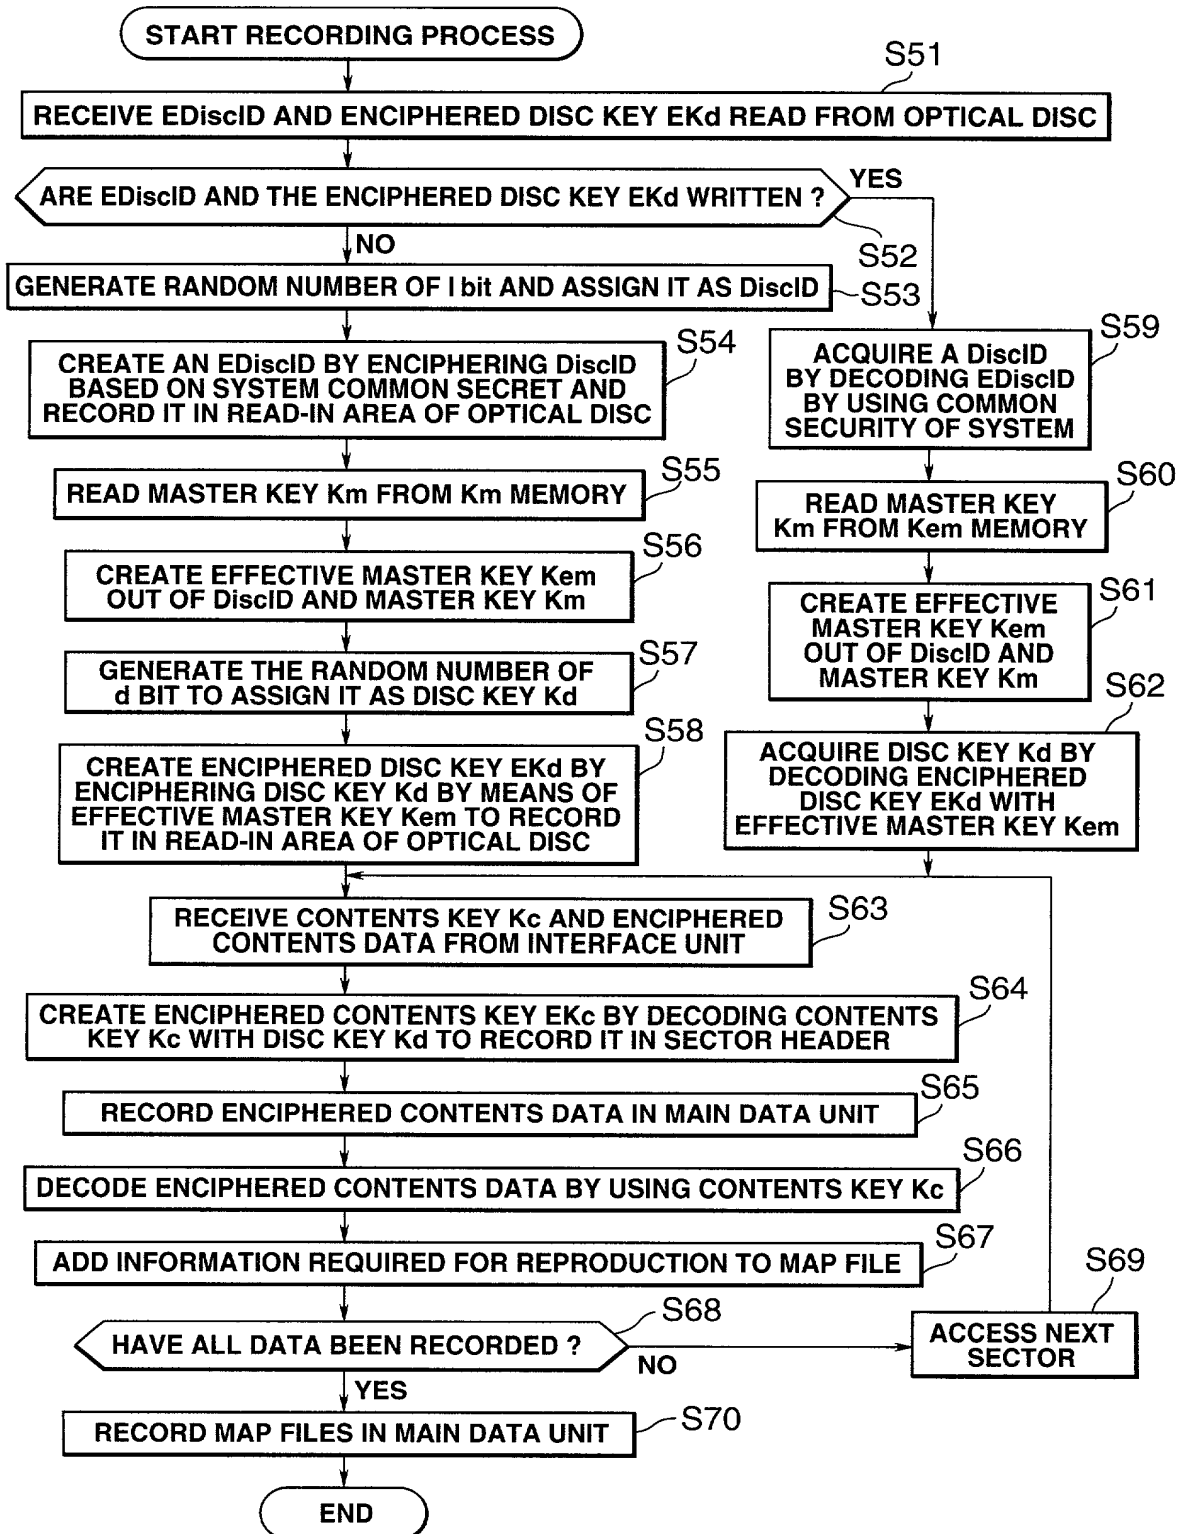 START RECORDING PROCESS
S51
RECEIVE EDiscID AND ENCIPHERED DISC KEY EKd READ FROM OPTICAL DISC
ARE EDiscID AND THE ENCIPHERED DISC KEY EKd WRITTEN ?
YES
S52
NO
GENERATE RANDOM NUMBER OF l bit AND ASSIGN IT AS DiscID
S53
S54
CREATE AN EDiscID BY ENCIPHERING DiscID
BASED ON SYSTEM COMMON SECRET AND
RECORD IT IN READ-IN AREA OF OPTICAL DISC
S55
READ MASTER KEY Km FROM Km MEMORY
S56
CREATE EFFECTIVE MASTER KEY Kem
OUT OF DiscID AND MASTER KEY Km
S57
GENERATE THE RANDOM NUMBER OF
d BIT TO ASSIGN IT AS DISC KEY Kd
S58
CREATE ENCIPHERED DISC KEY EKd BY
ENCIPHERING DISC KEY Kd BY MEANS OF
EFFECTIVE MASTER KEY Kem TO RECORD
IT IN READ-IN AREA OF OPTICAL DISC
S59
ACQUIRE A DiscID
BY DECODING EDiscID
BY USING COMMON
SECURITY OF SYSTEM
S60
READ MASTER KEY
Km FROM Kem MEMORY
S61
CREATE EFFECTIVE
MASTER KEY Kem
OUT OF DiscID AND
MASTER KEY Km
S62
ACQUIRE DISC KEY Kd BY
DECODING ENCIPHERED
DISC KEY EKd WITH
EFFECTIVE MASTER KEY Kem
S63
RECEIVE CONTENTS KEY Kc AND ENCIPHERED
CONTENTS DATA FROM INTERFACE UNIT
S64
CREATE ENCIPHERED CONTENTS KEY EKc BY DECODING CONTENTS
KEY Kc WITH DISC KEY Kd TO RECORD IT IN SECTOR HEADER
S65
RECORD ENCIPHERED CONTENTS DATA IN MAIN DATA UNIT
S66
DECODE ENCIPHERED CONTENTS DATA BY USING CONTENTS KEY Kc
S67
ADD INFORMATION REQUIRED FOR REPRODUCTION TO MAP FILE
S68
HAVE ALL DATA BEEN RECORDED ?
NO
S69
ACCESS NEXT
SECTOR
YES
S70
RECORD MAP FILES IN MAIN DATA UNIT
END